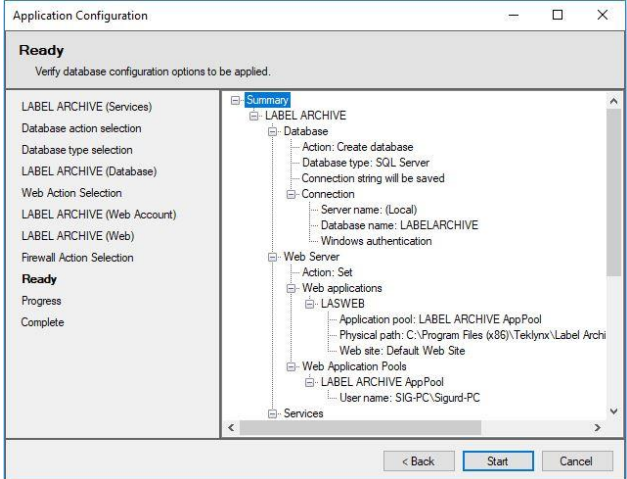 Application Configuration
Ready
Verify database configuration options to be applied.
LABEL ARCHIVE (Services)
Database action selection
Database type selection
LABEL ARCHIVE (Database)
Web Action Selection
LABEL ARCHIVE (Web Account)
LABEL ARCHIVE (Web)
Firewall Action Selection
Ready
Progress
Complete
Summary
LABEL ARCHIVE
Database
Action: Create database
Database type: SQL Server
Connection string will be saved
Connection
Server name: (Local)
Database name: LABELARCHIVE
Windows authentication
Web Server
Action: Set
Web applications
LASWEB
Application pool: LABEL ARCHIVE AppPool
Physical path: C:\Program Files (x86)\Teklynx\Label Archi
Web site: Default Web Site
Web Application Pools
LABEL ARCHIVE AppPool
User name: SIG-PC\Sigurd-PC
Services
< Back
Start
Cancel